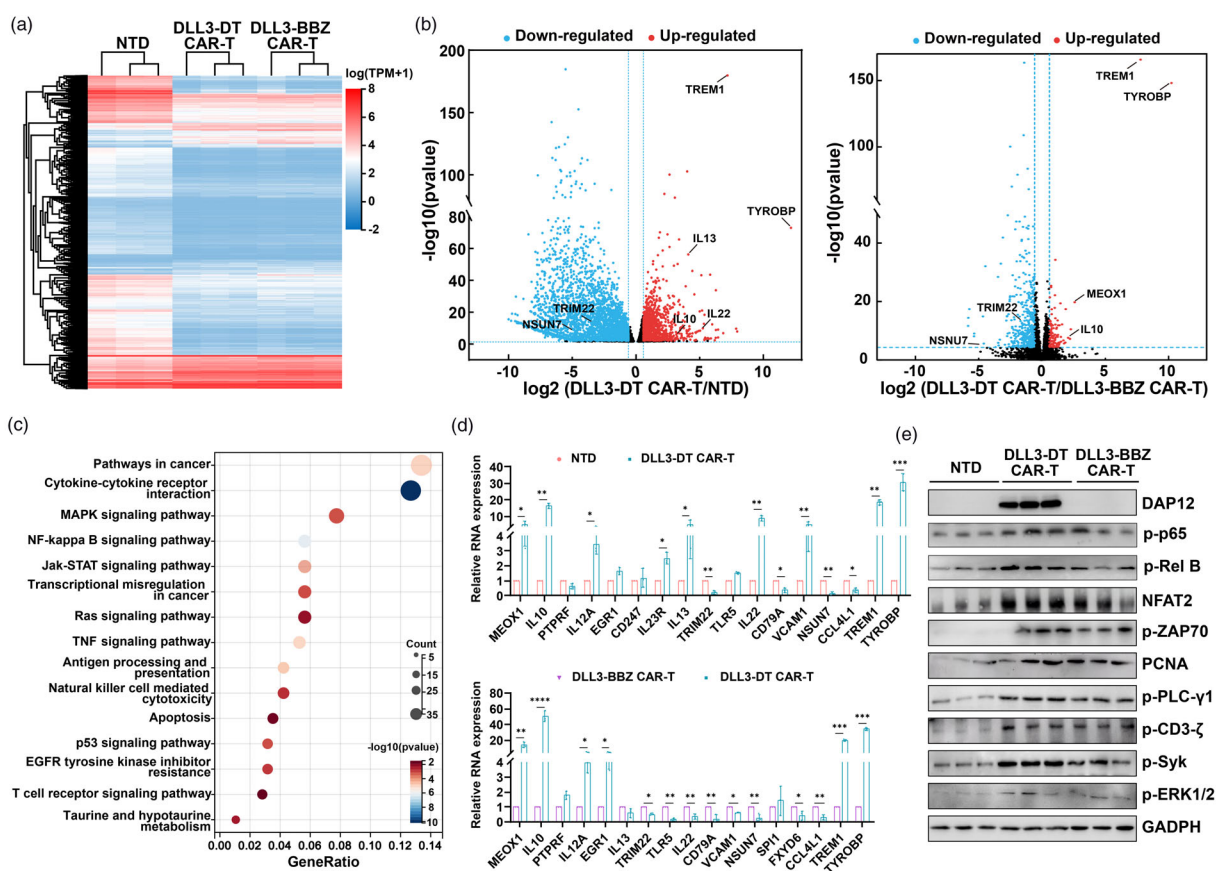 (a)
NTD
DLL3-DT
CAR-T
DLL3-BBZ
CAR-T
log(TPM+1)
8
6
4
2
0
-2
(b)
Down-regulated
Up-regulated
-log10(pvalue)
200
180
160
140
120
100
80
60
40
20
0
TREM1
TYROBP
IL13
TRIM22
NSUN7
IL10
IL22
-10
-5
0
5
10
log2 (DLL3-DT CAR-T/NTD)
Down-regulated
Up-regulated
-log10(pvalue)
150
100
50
40
20
0
TREM1
TYROBP
MEOX1
TRIM22
NSNU7
IL10
-10
-5
0
5
10
log2 (DLL3-DT CAR-T/DLL3-BBZ CAR-T)
(c)
Pathways in cancer
Cytokine-cytokine receptor
interaction
MAPK signaling pathway
NF-kappa B signaling pathway
Jak-STAT signaling pathway
Transcriptional misregulation
in cancer
Ras signaling pathway
TNF signaling pathway
Antigen processing and
presentation
Natural killer cell mediated
cytotoxicity
Apoptosis
p53 signaling pathway
EGFR tyrosine kinase inhibitor
resistance
T cell receptor signaling pathway
Taurine and hypotaurine
metabolism
Count
5
15
25
35
-log10(pvalue)
2
4
6
8
10
0.00 0.02 0.04 0.06 0.08 0.10 0.12 0.14
GeneRatio
(d)
NTD
DLL3-DT CAR-T
Relative RNA expression
40
30
20
10
5
4
3
2
1
0
* ** * * * ** ** * ** ** * ** ***
MEOX1
IL10
PTPRF
IL12A
EGR1
CD247
IL23R
IL13
TRIM22
TLR5
IL22
CD79A
VCAM1
NSUN7
CCL4L1
TREM1
TYROBP
DLL3-BBZ CAR-T
DLL3-DT CAR-T
Relative RNA expression
60
40
20
5
4
3
2
1
0
** **** * * * ** ** ** * ** * ** *** ***
MEOX1
IL10
PTPRF
IL12A
EGR1
IL13
TRIM22
TLR5
IL22
CD79A
VCAM1
NSUN7
SPI1
FXYD6
CCL4L1
TREM1
TYROBP
(e)
NTD
DLL3-DT
CAR-T
DLL3-BBZ
CAR-T
DAP12
p-p65
p-Rel B
NFAT2
p-ZAP70
PCNA
p-PLC-γ1
p-CD3-ζ
p-Syk
p-ERK1/2
GADPH